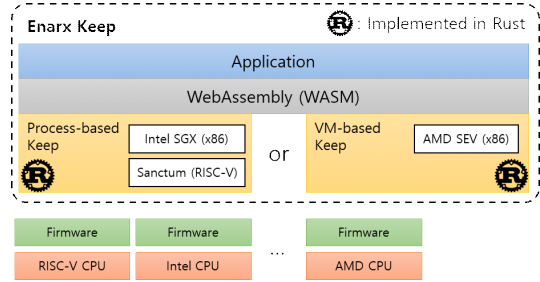 Enarx Keep
: Implemented in Rust
Application
WebAssembly (WASM)
Process-based
Keep
Intel SGX (x86)
Sanctum (RISC-V)
or
VM-based
Keep
AMD SEV (x86)
Firmware
Firmware
Firmware
RISC-V CPU
Intel CPU
...
AMD CPU